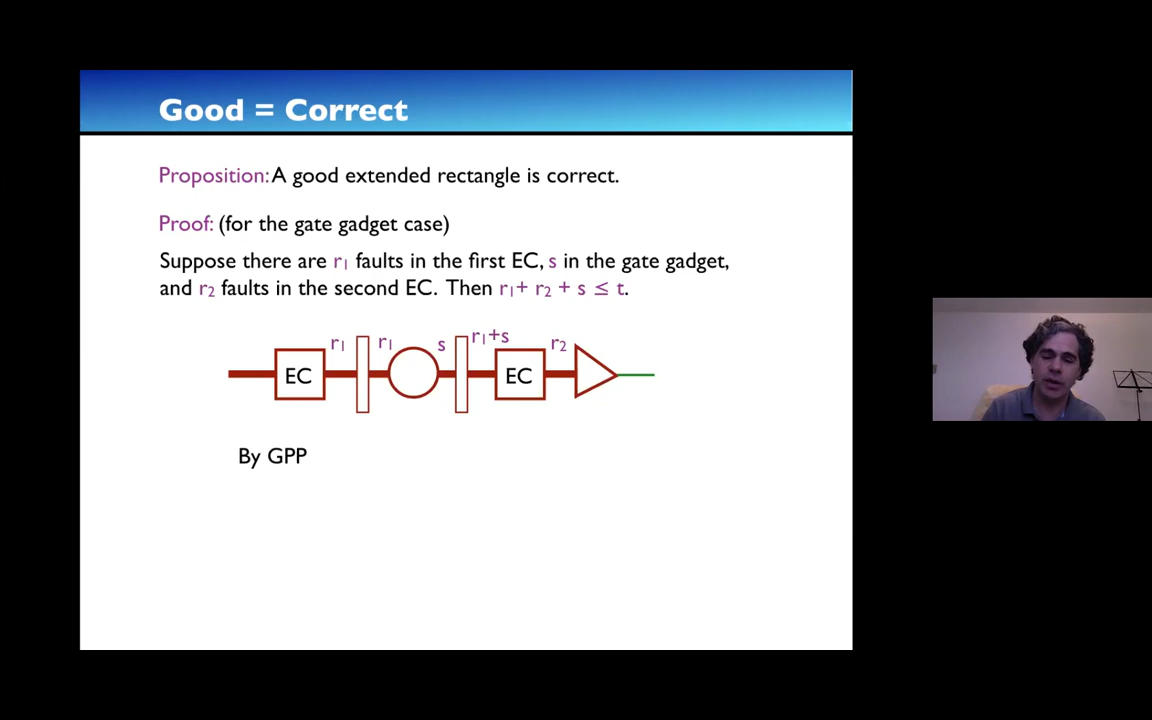 Good = Correct
Proposition: A good extended rectangle is correct.
Proof: (for the gate gadget case)
Suppose there are r₁ faults in the first EC, s in the gate gadget,
and r₂ faults in the second EC. Then r₁+ r₂ + s ≤ t.
r₁ r₁ s r₁+s r₂
EC EC
By GPP